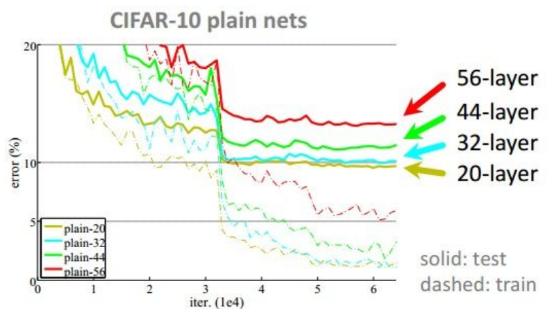 CIFAR-10 plain nets
20
10
5
0
error (%)
plain-20
plain-32
plain-44
plain-56
0 1 2 3 4 5 6
iter. (1e4)
56-layer
44-layer
32-layer
20-layer
solid: test
dashed: train